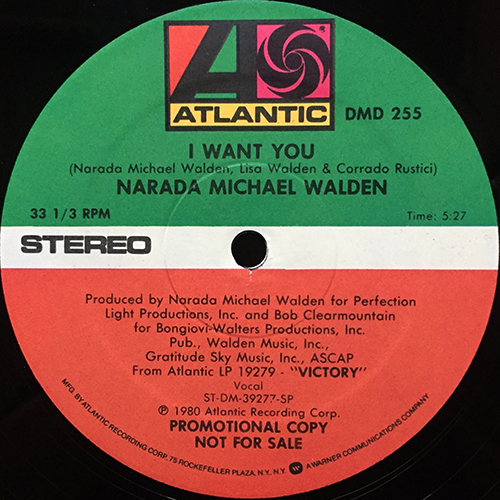 ATLANTIC
DMD 255
I WANT YOU
(Narada Michael Walden, Lisa Walden & Corrado Rustici)
NARADA MICHAEL WALDEN
33 1/3 RPM
Time: 5:27
STEREO
Produced by Narada Michael Walden for Perfection
Light Productions, Inc. and Bob Clearmountain
for Bongiovi-Walters Productions, Inc.
Pub., Walden Music, Inc.,
Gratitude Sky Music, Inc., ASCAP
From Atlantic LP 19279 - "VICTORY"
Vocal
ST-DM-39277-SP
℗ 1980 Atlantic Recording Corp.
PROMOTIONAL COPY
NOT FOR SALE
MFG. BY ATLANTIC RECORDING CORP. 75 ROCKEFELLER PLAZA, N.Y. N.Y. A WARNER COMMUNICATIONS COMPANY